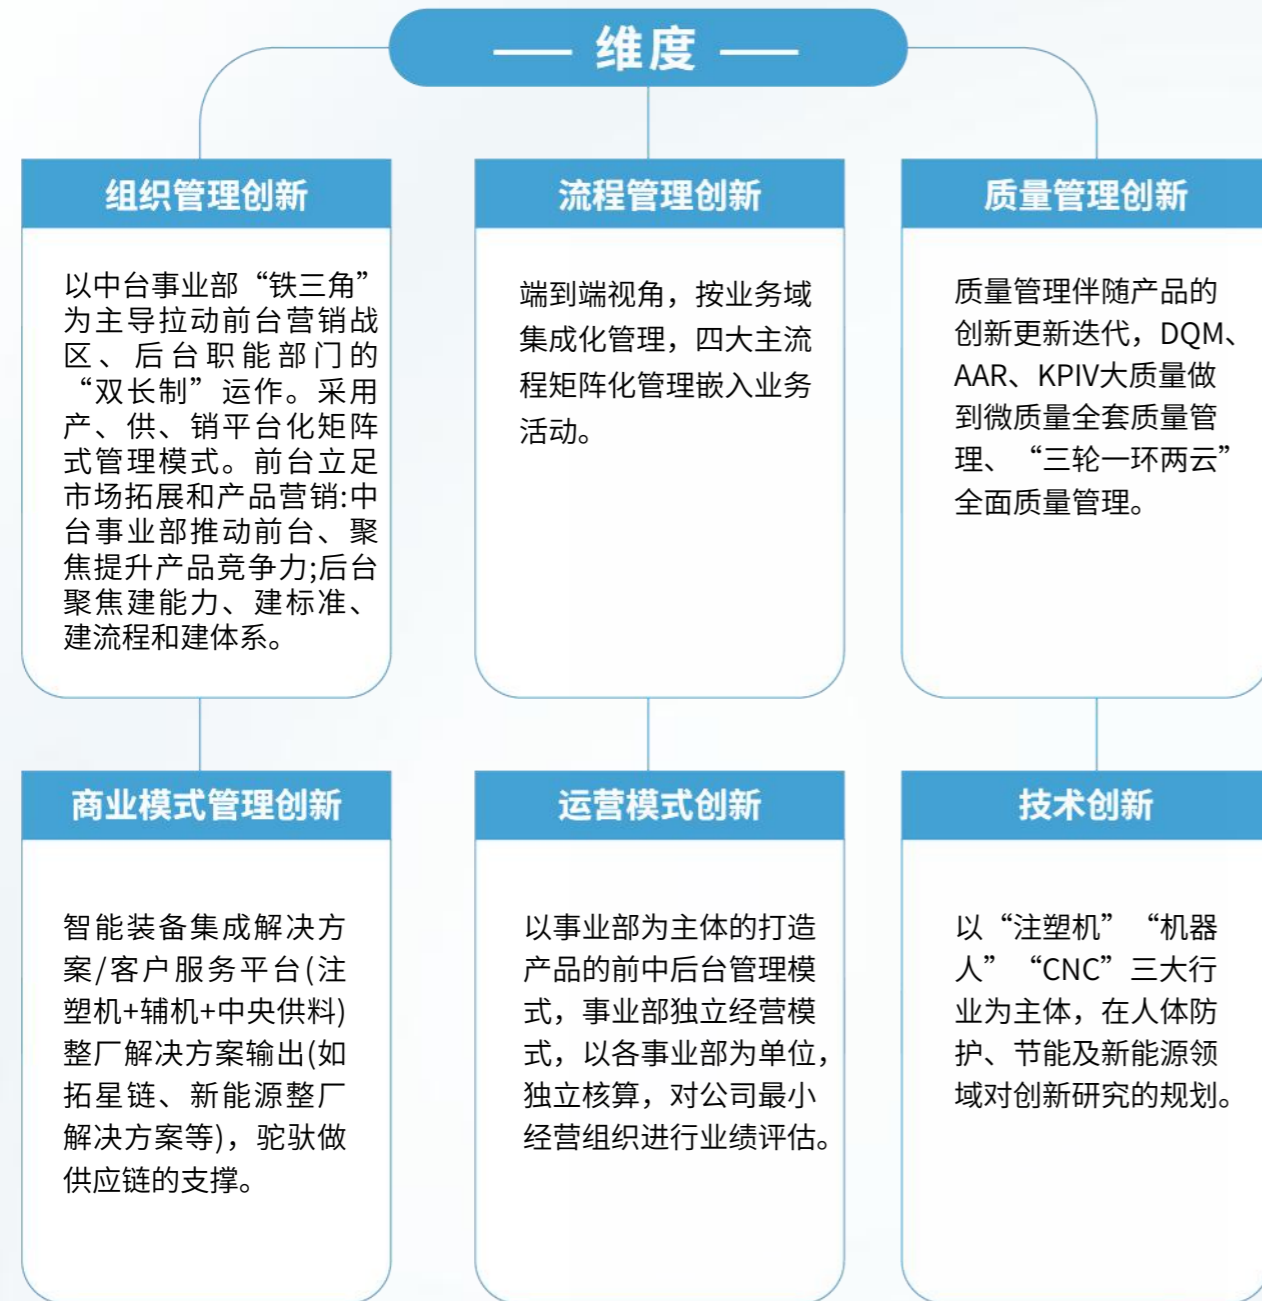 维度
组织管理创新
以中台事业部“铁三角”
为主导拉动前台营销战
区、后台职能部门的
“双长制”运作。采用
产、供、销平台化矩阵
式管理模式。前台立足
市场拓展和产品营销:中
台事业部推动前台、聚
焦提升产品竞争力;后台
聚焦建能力、建标准、
建流程和建体系。
流程管理创新
端到端视角，按业务域
集成化管理，四大主流
程矩阵化管理嵌入业务
活动。
质量管理创新
质量管理伴随产品的
创新更新迭代，DQM、
AAR、KPIV大质量做
到微质量全套质量管
理、“三轮一环两云”
全面质量管理。
商业模式管理创新
智能装备集成解决方
案/客户服务平台(注
塑机+辅机+中央供料)
整厂解决方案输出(如
拓星链、新能源整厂
解决方案等)，驼驮做
供应链的支撑。
运营模式创新
以事业部为主体的打造
产品的前中后台管理模
式，事业部独立经营模
式，以各事业部为单位，
独立核算，对公司最小
经营组织进行业绩评估。
技术创新
以“注塑机”“机器
人”“CNC”三大行
业为主体，在人体防
护、节能及新能源领
域对创新研究的规划。